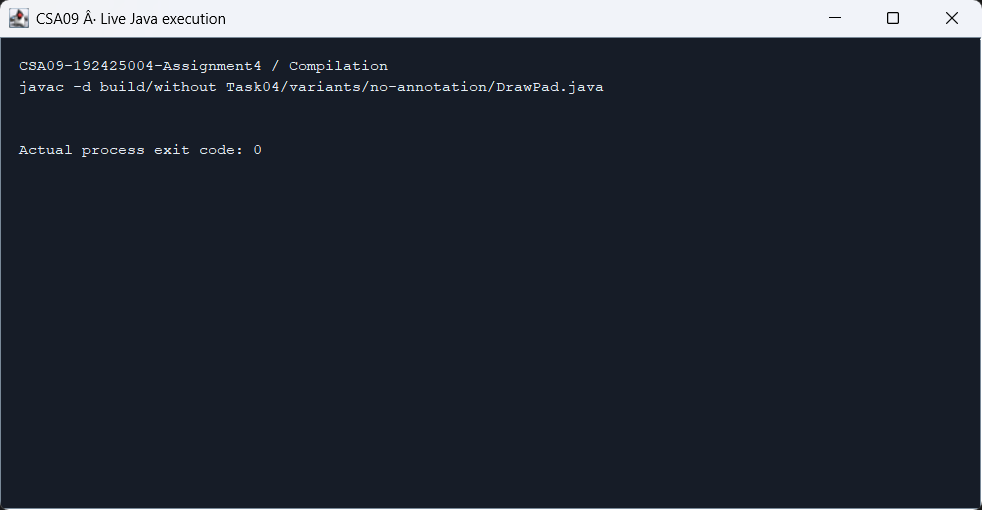 CSA09 Â· Live Java execution
CSA09-192425004-Assignment4 / Compilation
javac -d build/without Task04/variants/no-annotation/DrawPad.java
Actual process exit code: 0